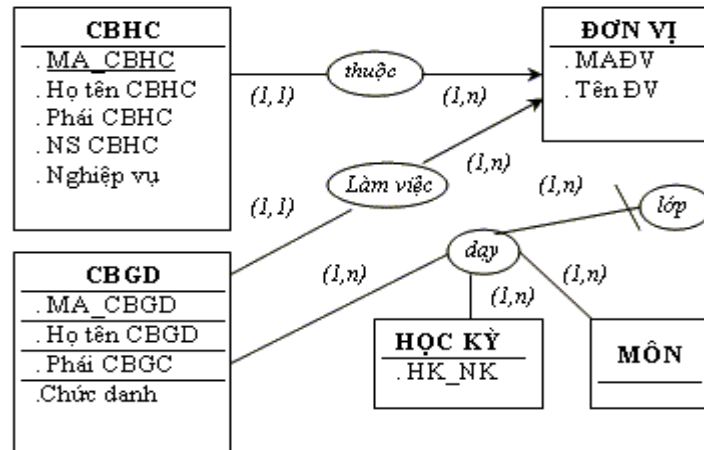 CBHC
. MA_CBHC
. Họ tên CBHC
. Phái CBHC
. NS CBHC
. Nghiệp vụ
thuộc
(1,1)
(1,n)
ĐƠN VỊ
. MAĐV
. Tên ĐV
Làm việc
(1,n)
(1,1)
(1,n)
lớp
dạy
(1,n)
(1,n)
(1,n)
CBGD
. MA_CBGD
. Họ tên CBGD
. Phái CBGC
.Chức danh
HỌC KỲ
. HK_NK
MÔN